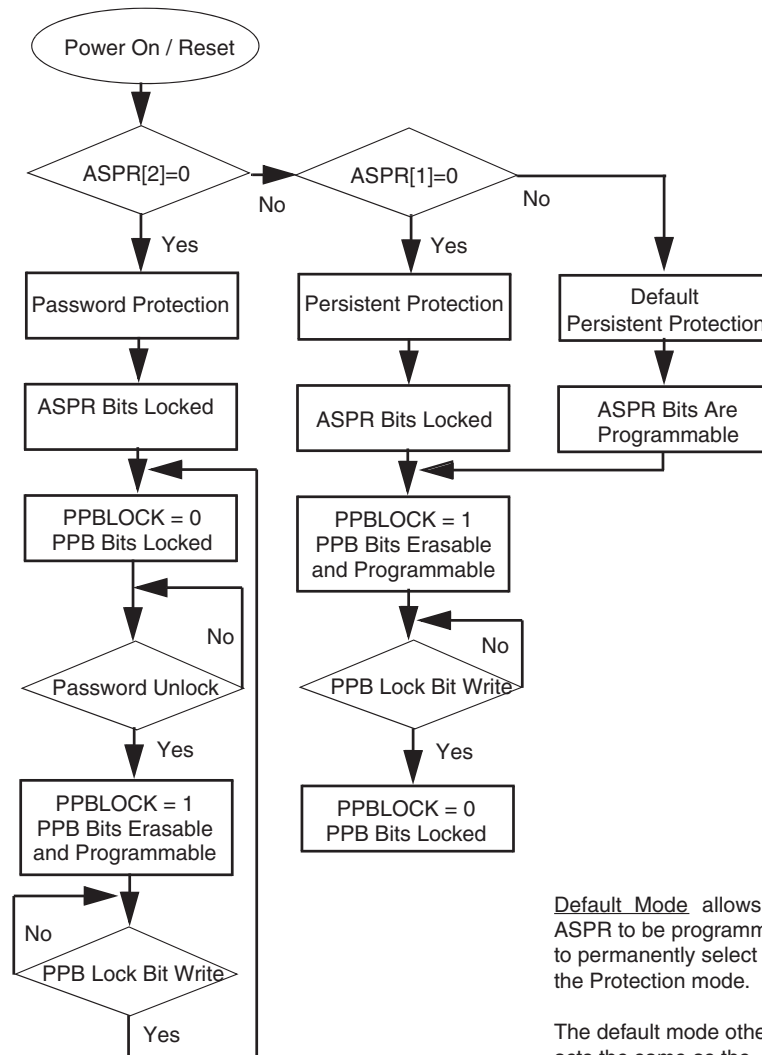 Power On / Reset
ASPR[2]=0
No
ASPR[1]=0
No
Yes
Yes
Password Protection
Persistent Protection
Default
Persistent Protection
ASPR Bits Locked
ASPR Bits Locked
ASPR Bits Are
Programmable
PPBLOCK = 0
PPB Bits Locked
PPBLOCK = 1
PPB Bits Erasable
and Programmable
No
No
Password Unlock
PPB Lock Bit Write
Yes
Yes
PPBLOCK = 1
PPB Bits Erasable
and Programmable
PPBLOCK = 0
PPB Bits Locked
No
PPB Lock Bit Write
Yes
Default Mode allows
ASPR to be programm
to permanently select
the Protection mode.
The default mode othe
acts the same as the